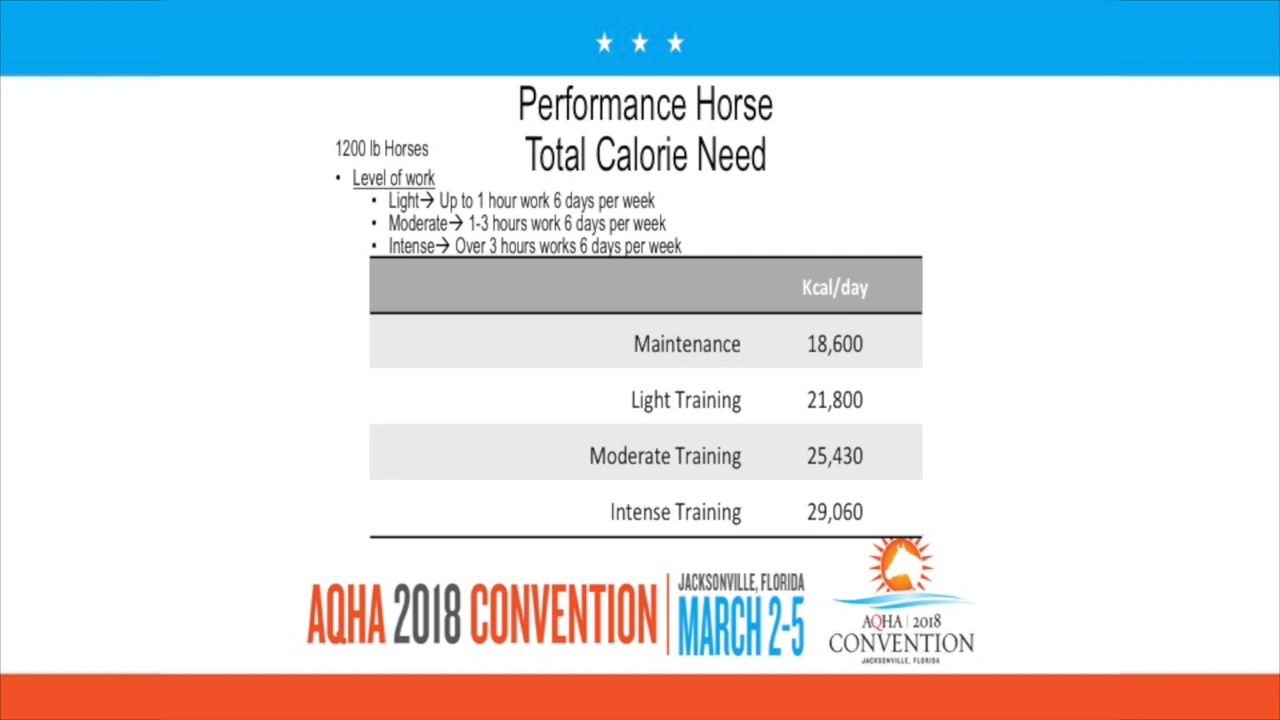 Performance Horse
Total Calorie Need
1200 lb Horses
• Level of work
• Light→ Up to 1 hour work 6 days per week
• Moderate→ 1-3 hours work 6 days per week
• Intense→ Over 3 hours works 6 days per week
Kcal/day
Maintenance 18,600
Light Training 21,800
Moderate Training 25,430
Intense Training 29,060
AQHA 2018 CONVENTION
JACKSONVILLE, FLORIDA
MARCH 2-5
AQHA | 2018
CONVENTION
JACKSONVILLE, FLORIDA